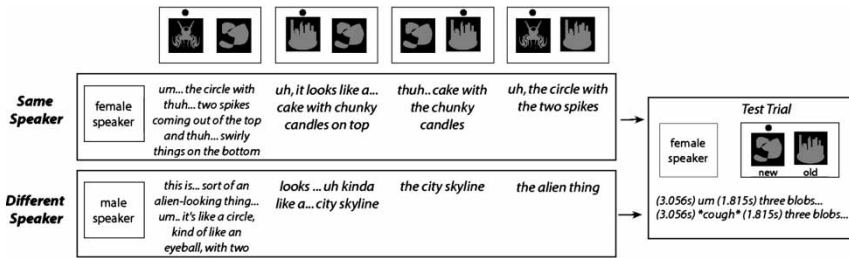 Same
Speaker
female
speaker
um... the circle with
thuh... two spikes
coming out of the top
and thuh... swirly
things on the bottom
uh, it looks like a...
cake with chunky
candles on top
thuh.. cake with
the chunky
candles
uh, the circle with
the two spikes
Different
Speaker
male
speaker
this is... sort of an
alien-looking thing...
um.. it's like a circle,
kind of like an
eyeball, with two
looks ... uh kinda
like a... city skyline
the city skyline
the alien thing
Test Trial
female
speaker
new old
(3.056s) um (1.815s) three blobs...
(3.056s) *cough* (1.815s) three blobs...